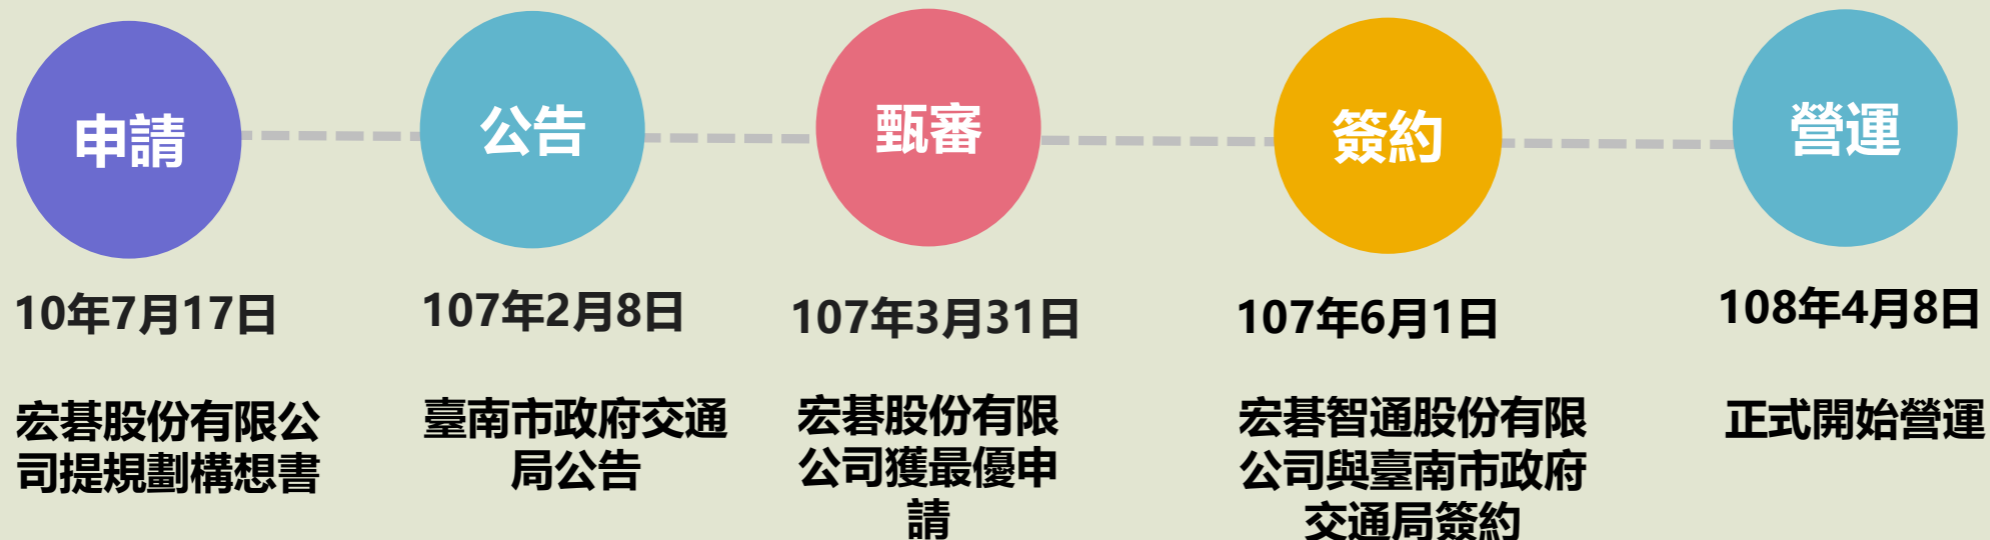 申請
公告
甄審
簽約
營運
10年7月17日
107年2月8日
107年3月31日
107年6月1日
108年4月8日
宏碁股份有限公
司提規劃構想書
臺南市政府交通
局公告
宏碁股份有限
公司獲最優申
請
宏碁智通股份有限
公司與臺南市政府
交通局簽約
正式開始營運